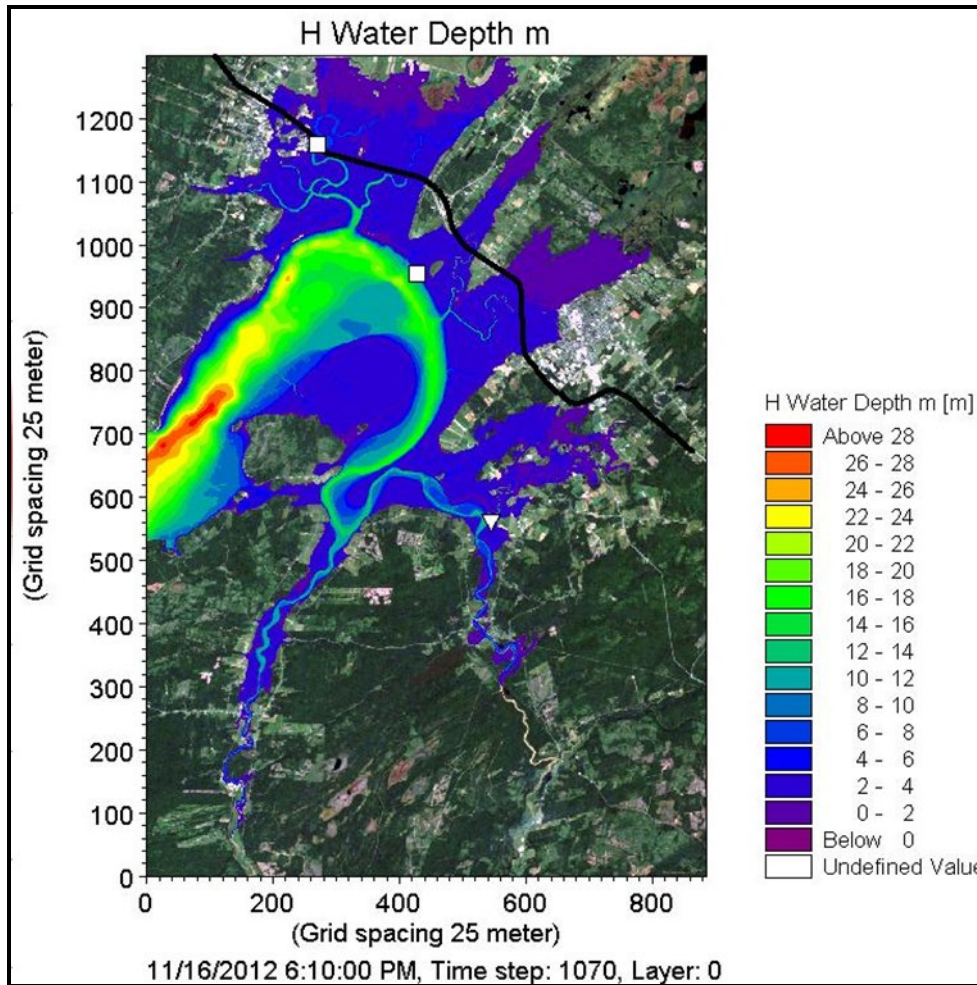 H Water Depth m
1200
1100
1000
900
800
700
600
500
400
300
200
100
0
(Grid spacing 25 meter)
0 200 400 600 800
(Grid spacing 25 meter)
11/16/2012 6:10:00 PM, Time step: 1070, Layer: 0
H Water Depth m [m]
Above 28
26 - 28
24 - 26
22 - 24
20 - 22
18 - 20
16 - 18
14 - 16
12 - 14
10 - 12
8 - 10
6 - 8
4 - 6
2 - 4
0 - 2
Below 0
Undefined Value